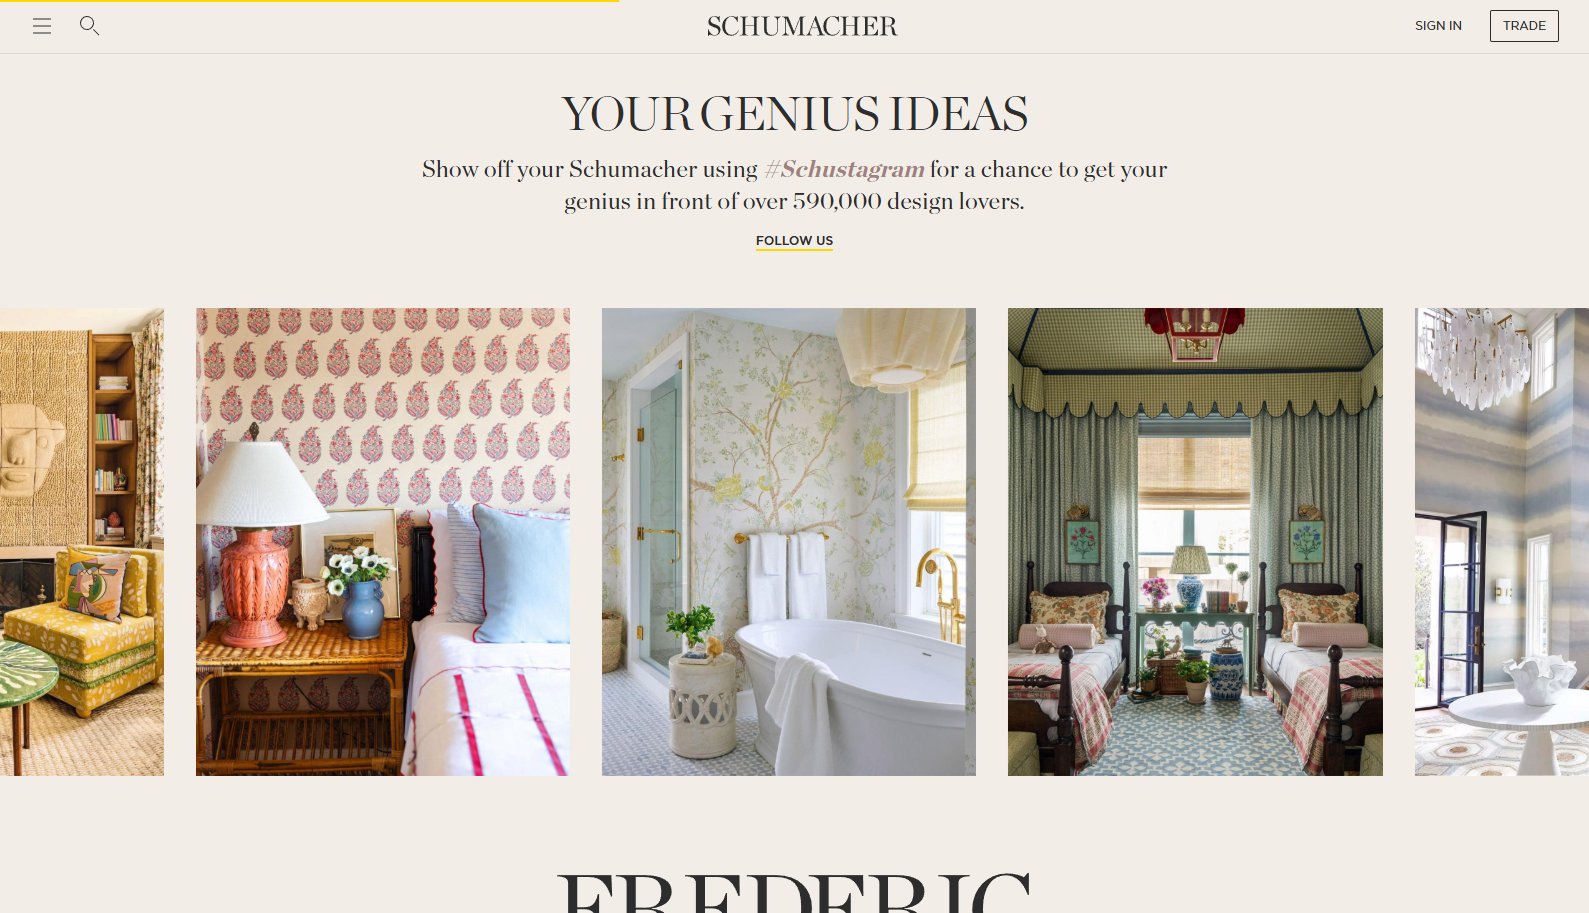 SCHUMACHER
SIGN IN
TRADE
YOUR GENIUS IDEAS
Show off your Schumacher using #Schustagram for a chance to get your
genius in front of over 590,000 design lovers.
FOLLOW US
FREDERIC